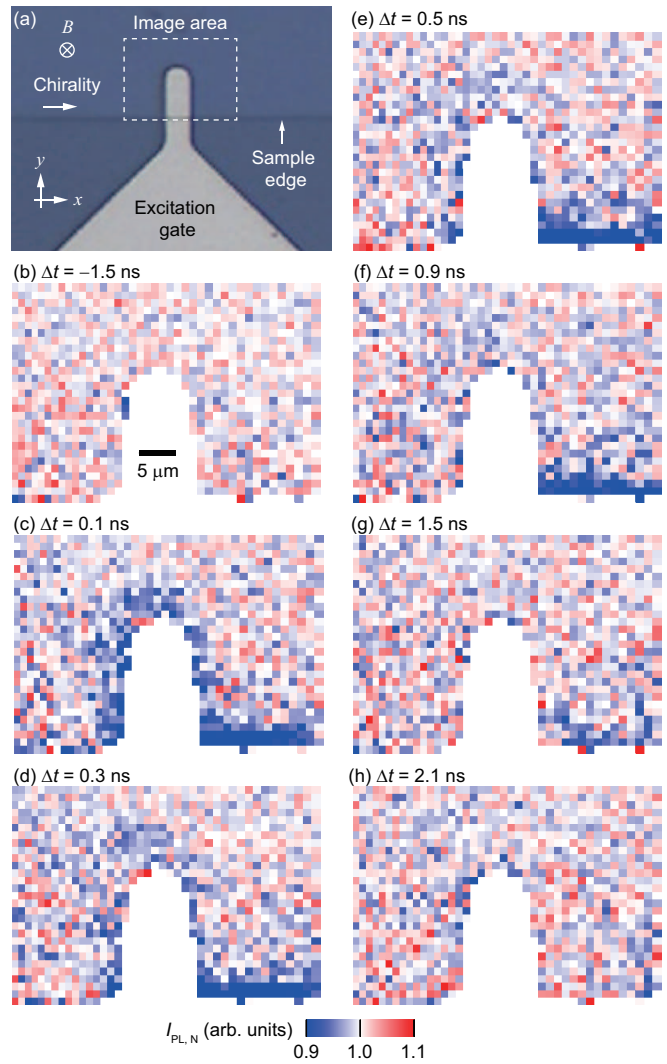 (a)
B
Image area
Chirality
y
x
Sample
edge
Excitation
gate
(b) Δt = −1.5 ns
5 μm
(c) Δt = 0.1 ns
(d) Δt = 0.3 ns
(e) Δt = 0.5 ns
(f) Δt = 0.9 ns
(g) Δt = 1.5 ns
(h) Δt = 2.1 ns
I PL, N (arb. units)
0.9 1.0 1.1